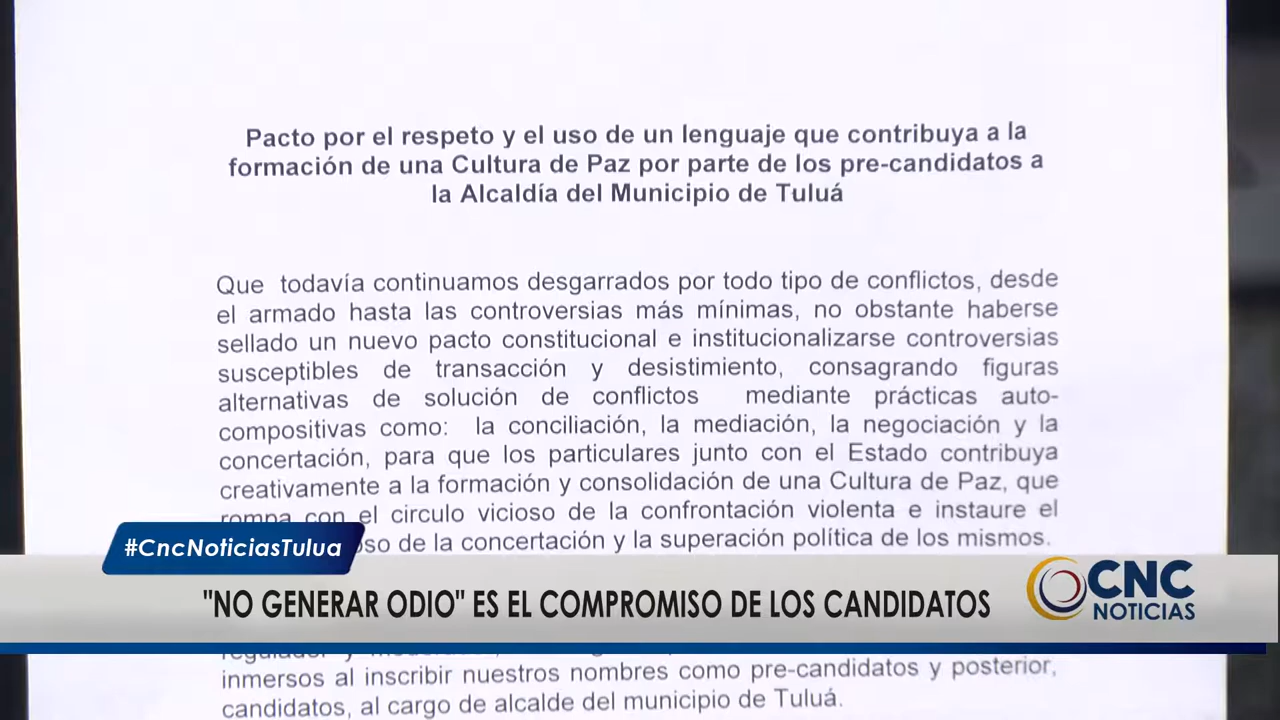 Pacto por el respeto y el uso de un lenguaje que contribuya a la
formación de una Cultura de Paz por parte de los pre-candidatos a
la Alcaldía del Municipio de Tuluá
Que todavía continuamos desgarrados por todo tipo de conflictos, desde
el armado hasta las controversias más mínimas, no obstante haberse
sellado un nuevo pacto constitucional e institucionalizarse controversias
susceptibles de transacción y desistimiento, consagrando figuras
alternativas de solución de conflictos mediante prácticas auto-
compositivas como: la conciliación, la mediación, la negociación y la
concertación, para que los particulares junto con el Estado contribuya
creativamente a la formación y consolidación de una Cultura de Paz, que
rompa con el circulo vicioso de la confrontación violenta e instaure el
de la concertación y la superación política de los mismos.
#CncNoticiasTulua
"NO GENERAR ODIO" ES EL COMPROMISO DE LOS CANDIDATOS
CNC
NOTICIAS
inmersos al inscribir nuestros nombres como pre-candidatos y posterior,
candidatos, al cargo de alcalde del municipio de Tuluá.